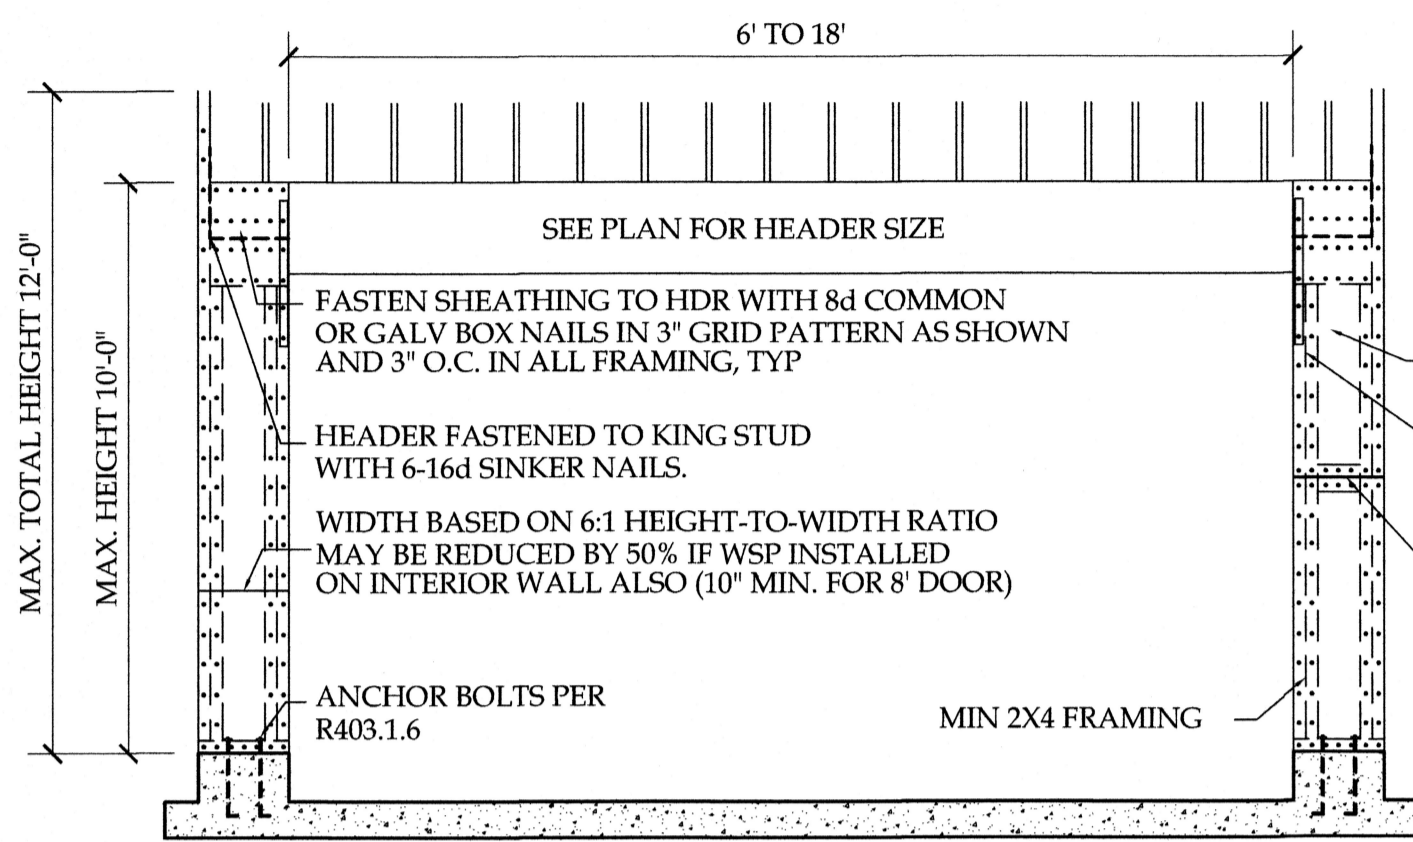 6' TO 18'
MAX. TOTAL HEIGHT 12'-0"
MAX. HEIGHT 10'-0"
SEE PLAN FOR HEADER SIZE
FASTEN SHEATHING TO HDR WITH 8d COMMON
OR GALV BOX NAILS IN 3" GRID PATTERN AS SHOWN
AND 3" O.C. IN ALL FRAMING, TYP
HEADER FASTENED TO KING STUD
WITH 6-16d SINKER NAILS.
WIDTH BASED ON 6:1 HEIGHT-TO-WIDTH RATIO
MAY BE REDUCED BY 50% IF WSP INSTALLED
ON INTERIOR WALL ALSO (10" MIN. FOR 8' DOOR)
ANCHOR BOLTS PER
R403.1.6
MIN 2X4 FRAMING